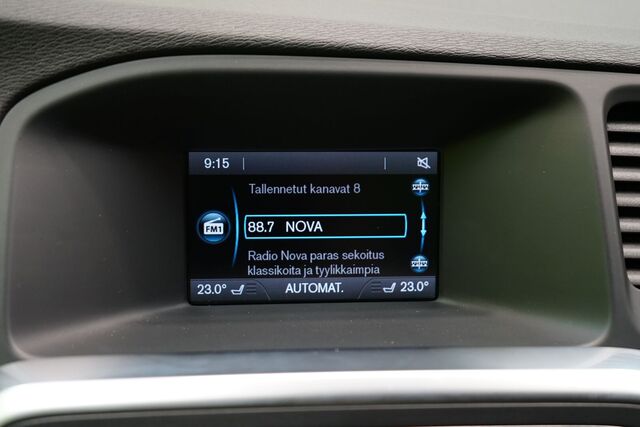 9:15
Tallennetut kanavat 8
FM1
88.7 NOVA
Radio Nova paras sekoitus
klassikoita ja tyylikkaimpia
23.0° AUTOMAT. 23.0°